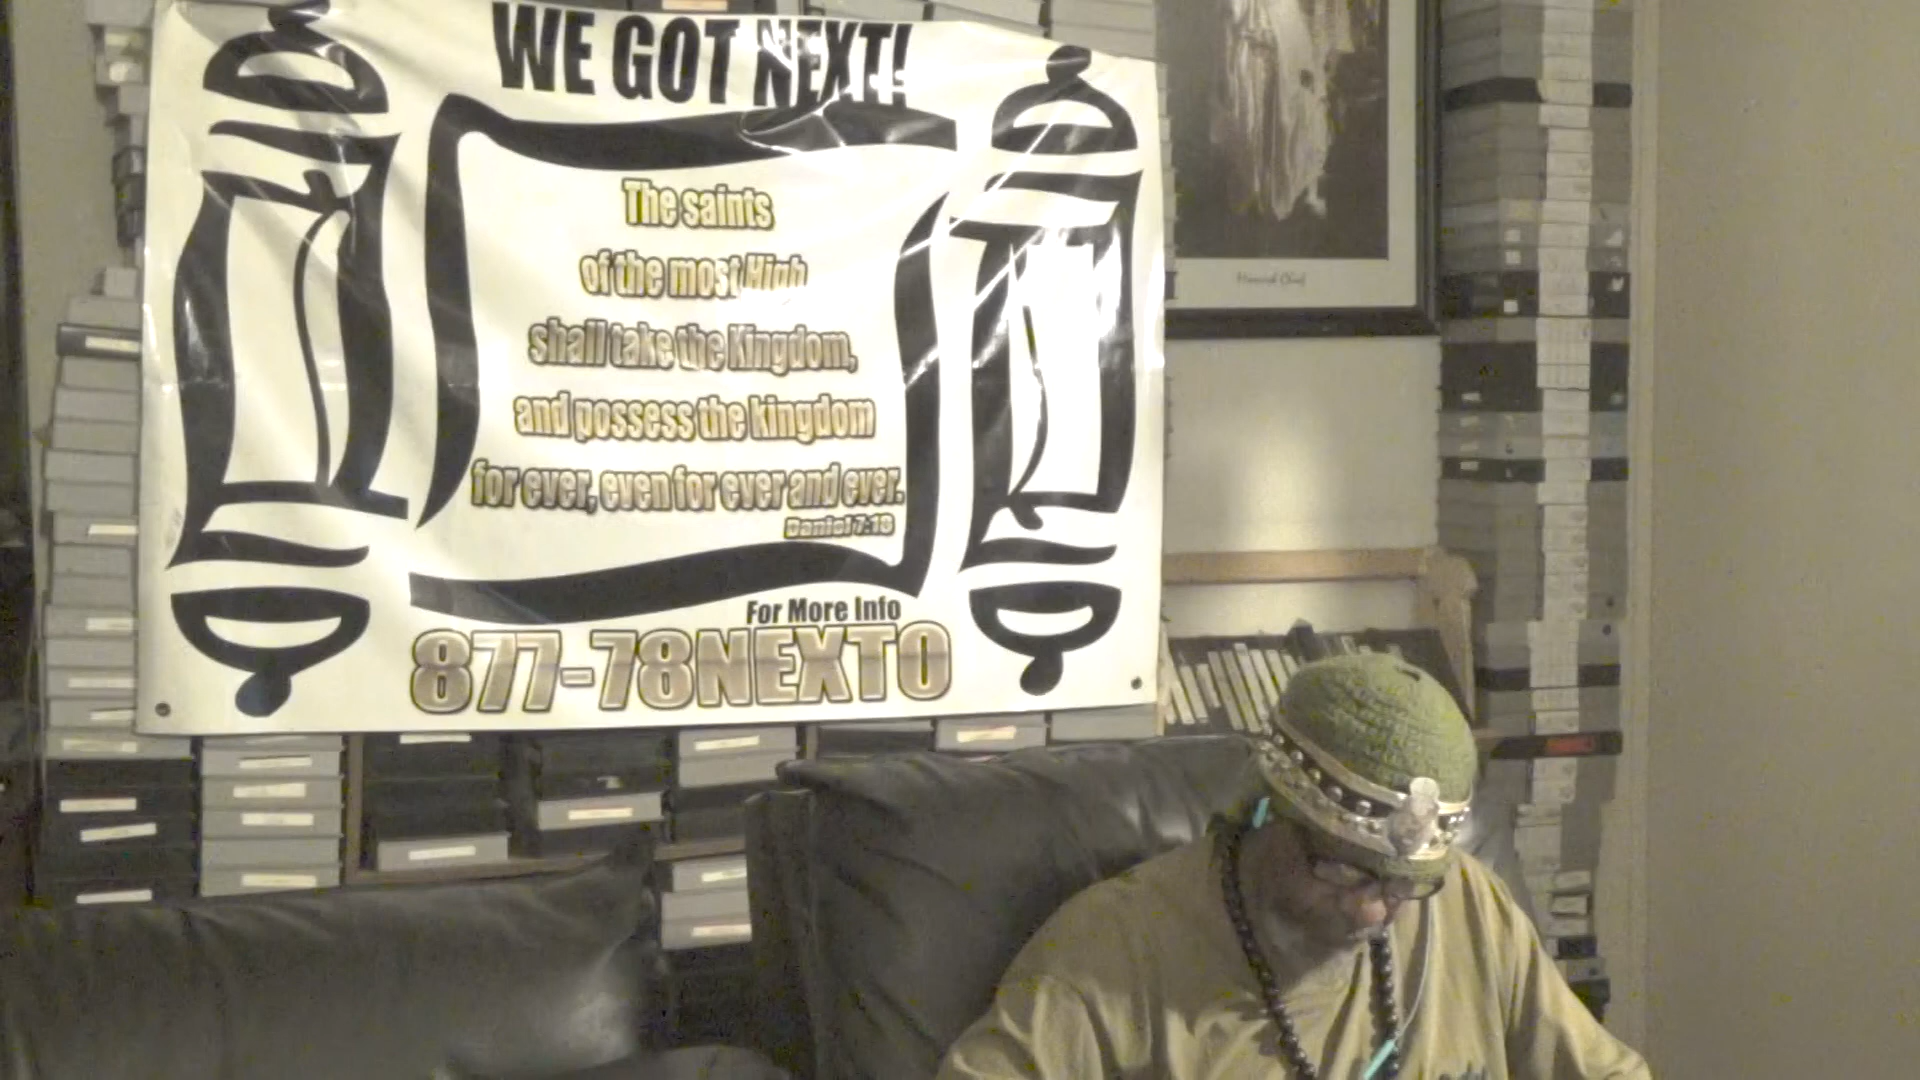 WE GOT NEXT!
The saints
of the most High
shall take the Kingdom,
and possess the kingdom
for ever, even for ever and ever.
Daniel 7:18
For More Info
877-78NEXTO